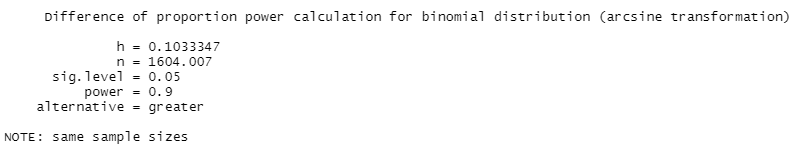 Difference of proportion power calculation for binomial distribution (arcsine transformation)
h = 0.1033347
n = 1604.007
sig.level = 0.05
power = 0.9
alternative = greater
NOTE: same sample sizes